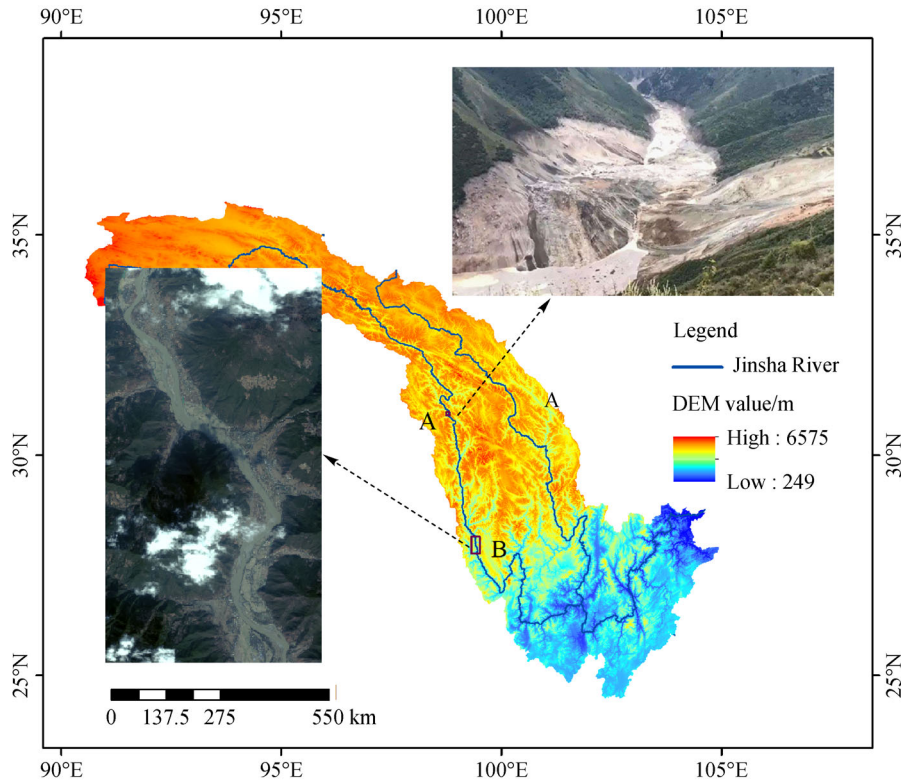 90°E 95°E 100°E 105°E
35°N 35°N
Legend
Jinsha River
DEM value/m
A A
High : 6575
30°N 30°N
Low : 249
B
25°N 25°N
0 137.5 275 550 km
90°E 95°E 100°E 105°E